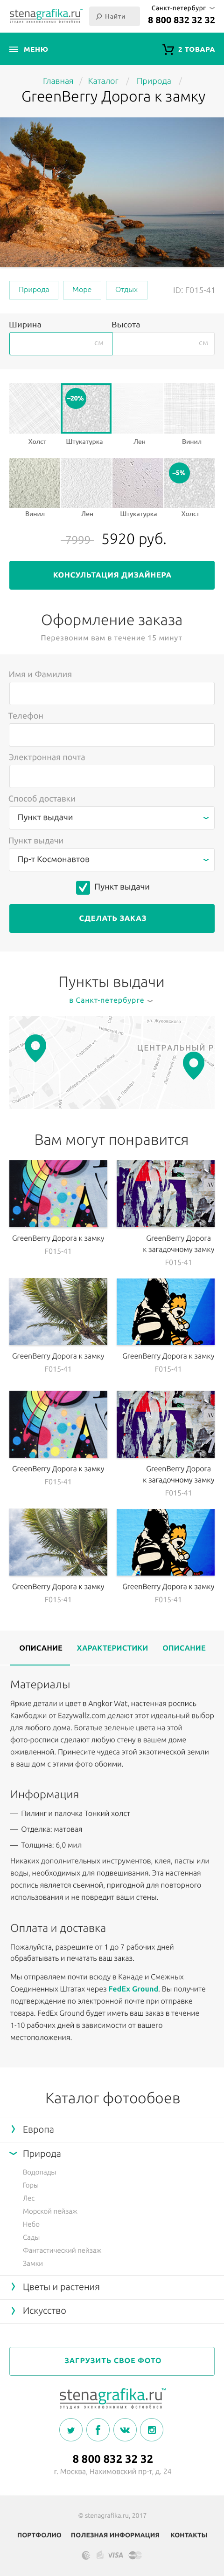 stenagrafika.ru™
студия эксклюзивных обоев
Найти
Санкт-петербург
8 800 832 32 32
МЕНЮ
2 ТОВАРА
Главная / Каталог / Природа /
GreenBerry Дорога к замку
Природа
Море
Отдых
ID: F015-41
Ширина
Высота
см
см
–20%
Холст
Штукатурка
Лен
Винил
–5%
Винил
Лен
Штукатурка
Холст
7999 5920 руб.
КОНСУЛЬТАЦИЯ ДИЗАЙНЕРА
Оформление заказа
Перезвоним вам в течение 15 минут
Имя и Фамилия
Телефон
Электронная почта
Способ доставки
Пункт выдачи
Пункт выдачи
Пр-т Космонавтов
Пункт выдачи
СДЕЛАТЬ ЗАКАЗ
Пункты выдачи
в Санкт-петербурге
ЦЕНТРАЛЬНЫЙ Р
Вам могут понравится
GreenBerry Дорога к замку
F015-41
GreenBerry Дорога
к загадочному замку
F015-41
GreenBerry Дорога к замку
F015-41
GreenBerry Дорога к замку
F015-41
GreenBerry Дорога к замку
F015-41
GreenBerry Дорога
к загадочному замку
F015-41
GreenBerry Дорога к замку
F015-41
GreenBerry Дорога к замку
F015-41
ОПИСАНИЕ
ХАРАКТЕРИСТИКИ
ОПИСАНИЕ
Материалы
Яркие детали и цвет в Angkor Wat, настенная роспись
Камбоджи от Eazywallz.com делают этот идеальный выбор
для любого дома. Богатые зеленые цвета на этой
фото-росписи сделают любую стену в вашем доме
оживленной. Принесите чудеса этой экзотический земли
в ваш дом с этими фото обоими.
Информация
— Пилинг и палочка Тонкий холст
— Отделка: матовая
— Толщина: 6,0 мил
Никаких дополнительных инструментов, клея, пасты или
воды, необходимых для подвешивания. Эта настенная
роспись является съемной, пригодной для повторного
использования и не повредит ваши стены.
Оплата и доставка
Пожалуйста, разрешите от 1 до 7 рабочих дней
обрабатывать и печатать ваш заказ.
Мы отправляем почти всюду в Канаде и Смежных
Соединенных Штатах через FedEx Ground. Вы получите
подтверждение по электронной почте при отправке
товара. FedEx Ground будет иметь ваш заказ в течение
1-10 рабочих дней в зависимости от вашего
местоположения.
Каталог фотообоев
Европа
Природа
Водопады
Горы
Лес
Морской пейзаж
Небо
Сады
Фантастический пейзаж
Замки
Цветы и растения
Искусство
ЗАГРУЗИТЬ СВОЕ ФОТО
stenagrafika.ru™
студия эксклюзивных обоев
8 800 832 32 32
г. Москва, Нахимовский пр-т, д. 24
© stenagrafika.ru, 2017
ПОРТФОЛИО
ПОЛЕЗНАЯ ИНФОРМАЦИЯ
КОНТАКТЫ
VISA